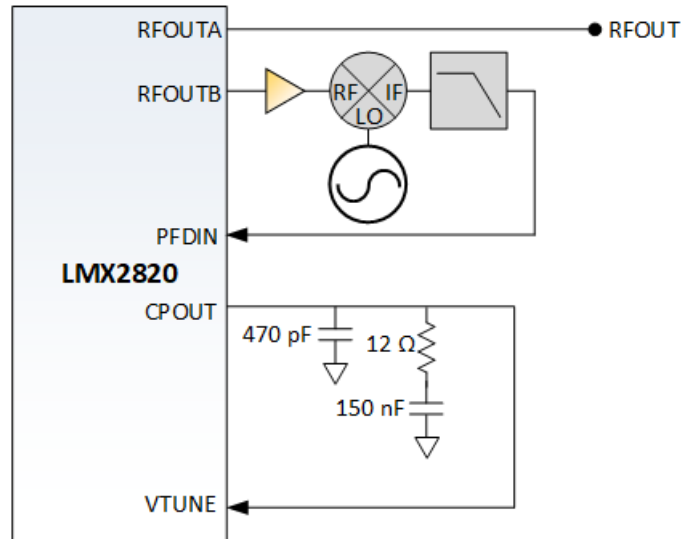 RFOUTA
RFOUT
RFOUTB
RF
IF
LO
PFDIN
LMX2820
CPOUT
470 pF
12 Ω
150 nF
VTUNE